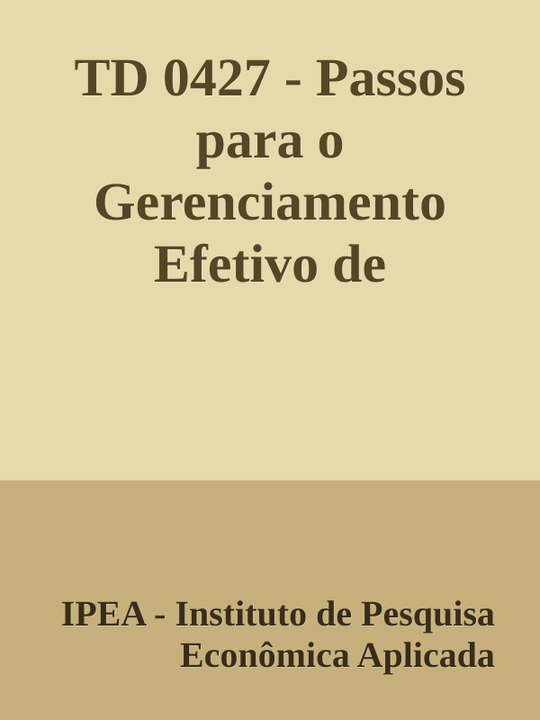 TD 0427 - Passos
para o
Gerenciamento
Efetivo de
IPEA - Instituto de Pesquisa
Econômica Aplicada